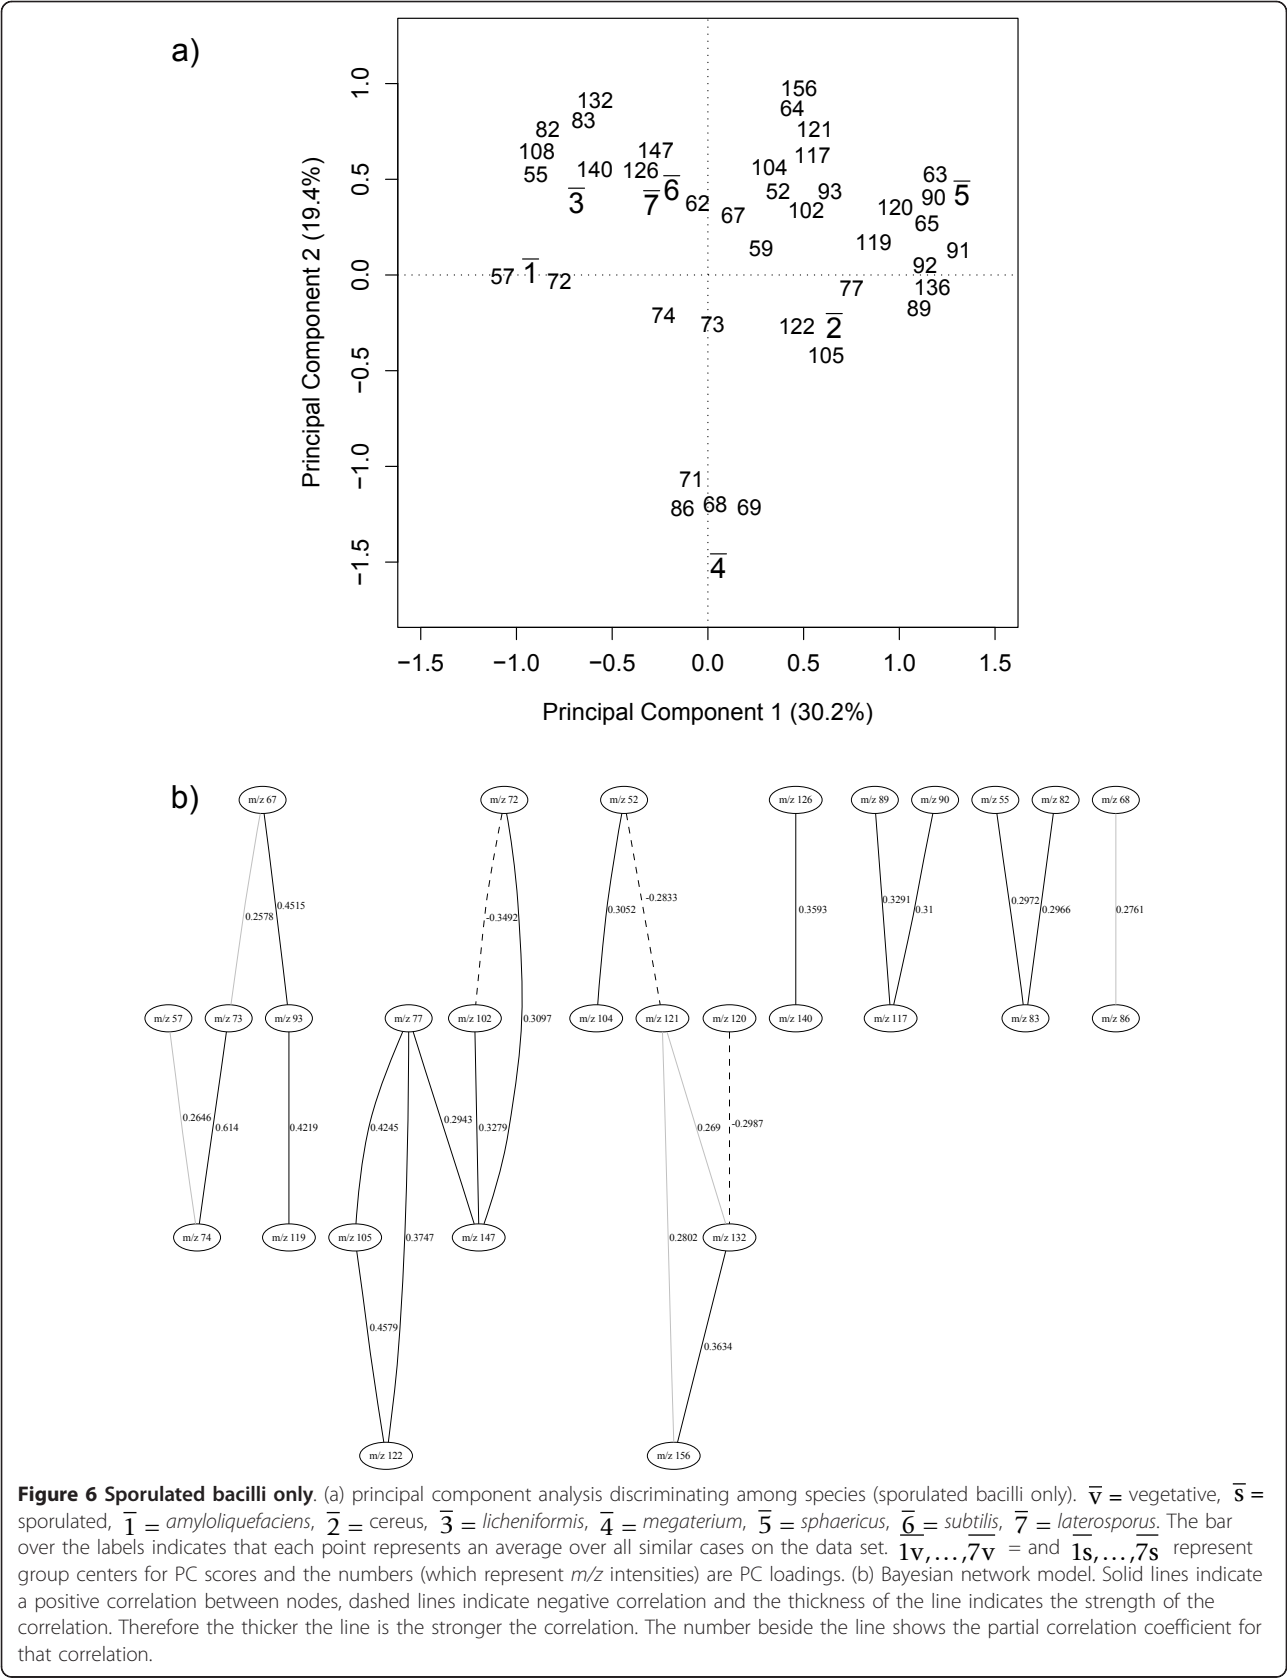 a)
1.0
0.5
0.0
−0.5
−1.0
−1.5
Principal Component 2 (19.4%)
156
64
132
83
82
121
108
147
117
55
140
126
104
6̅
63
3̅
7̅
62
52
93
90
5̅
67
102
120
65
59
119
91
57
1̅
72
92
77
136
89
74
73
122
2̅
105
71
86
68
69
4̅
−1.5 −1.0 −0.5 0.0 0.5 1.0 1.5
Principal Component 1 (30.2%)
b)
m/z 67 m/z 72 m/z 52 m/z 126 m/z 89 m/z 90 m/z 55 m/z 82 m/z 68
0.2578 0.4515 -0.3492 0.3052 -0.2833 0.3593 0.3291 0.31 0.2972 0.2966 0.2761
m/z 57 m/z 73 m/z 93 m/z 77 m/z 102 0.3097 m/z 104 m/z 121 m/z 120 m/z 140 m/z 117 m/z 83 m/z 86
0.2646 0.614 0.4219 0.4245 0.2943 0.3279 0.269 -0.2987
m/z 74 m/z 119 m/z 105 0.3747 m/z 147 0.2802 m/z 132
0.4579 0.3634
m/z 122 m/z 156
Figure 6 Sporulated bacilli only. (a) principal component analysis discriminating among species (sporulated bacilli only). v̅ = vegetative, s̅ =
sporulated, 1̅ = amyloliquefaciens, 2̅ = cereus, 3̅ = licheniformis, 4̅ = megaterium, 5̅ = sphaericus, 6̅ = subtilis, 7̅ = laterosporus. The bar
over the labels indicates that each point represents an average over all similar cases on the data set. 1̅v̅,…,7̅v̅ = and 1̅s̅,…,7̅s̅ represent
group centers for PC scores and the numbers (which represent m/z intensities) are PC loadings. (b) Bayesian network model. Solid lines indicate
a positive correlation between nodes, dashed lines indicate negative correlation and the thickness of the line indicates the strength of the
correlation. Therefore the thicker the line is the stronger the correlation. The number beside the line shows the partial correlation coefficient for
that correlation.